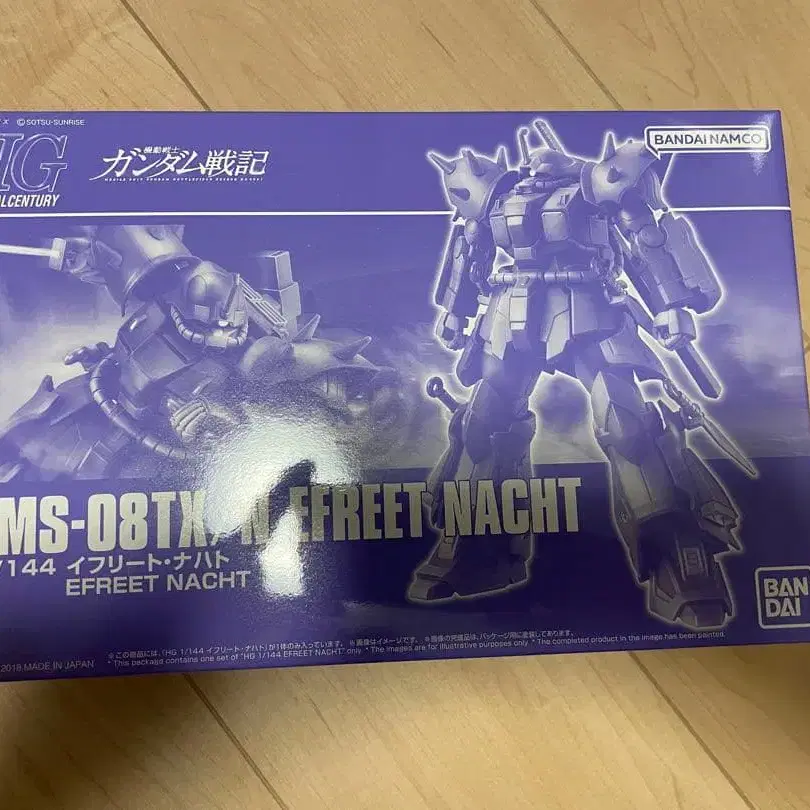 ©SOTSU・SUNRISE
HG
機動戦士
ガンダム戦記
BANDAI NAMCO
MS-08TX/N EFREET NACHT
/144 イフリート・ナハト
EFREET NACHT
※この商品には、「HG 1/144 イフリート・ナハト」が1体のみ入っています。 ※画像はイメージです。 ※画像の完成品は、パッケージ用に塗装してあります。
* This package contains one set of "HG 1/144 EFREET NACHT" only. * The images are for illustrative purposes only. * The completed product in the image has been painted.
2018 MADE IN JAPAN
BAN
DAI